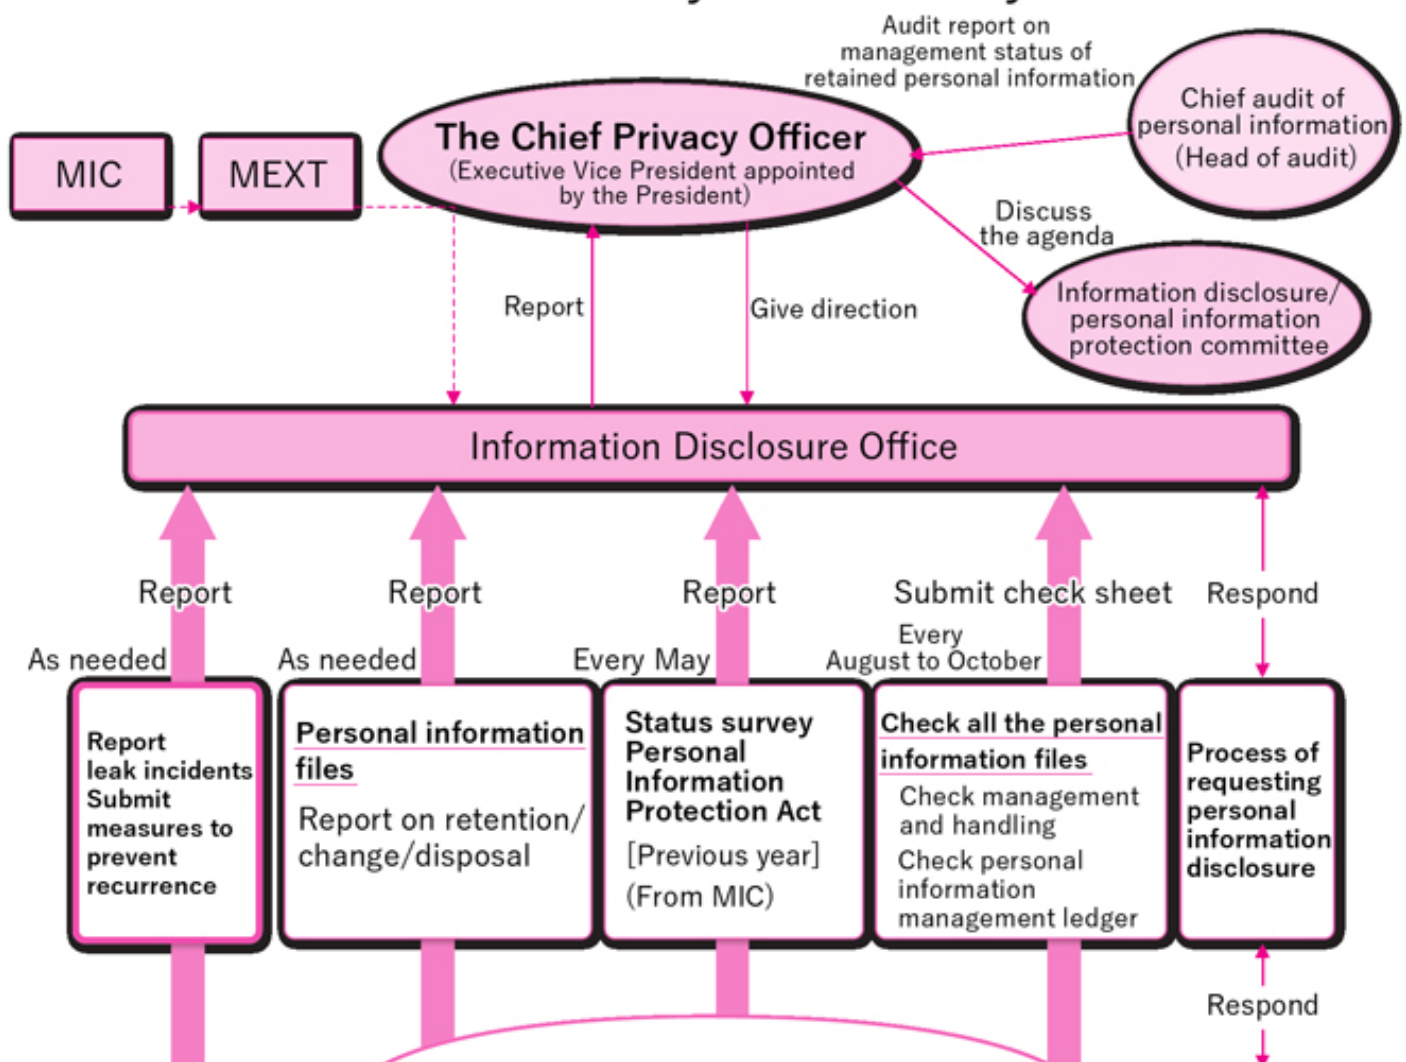 Audit report on
management status of
retained personal information
Chief audit of
personal information
(Head of audit)
The Chief Privacy Officer
(Executive Vice President appointed
by the President)
MIC
MEXT
Discuss
the agenda
Information disclosure/
personal information
protection committee
Report
Give direction
Information Disclosure Office
Report
Report
Report
Submit check sheet
Respond
As needed
As needed
Every May
Every
August to October
Report
leak incidents
Submit
measures to
prevent
recurrence
Personal information
files
Report on retention/
change/disposal
Status survey
Personal
Information
Protection Act
[Previous year]
(From MIC)
Check all the personal
information files
Check management
and handling
Check personal
information
management ledger
Process of
requesting
personal
information
disclosure
Respond